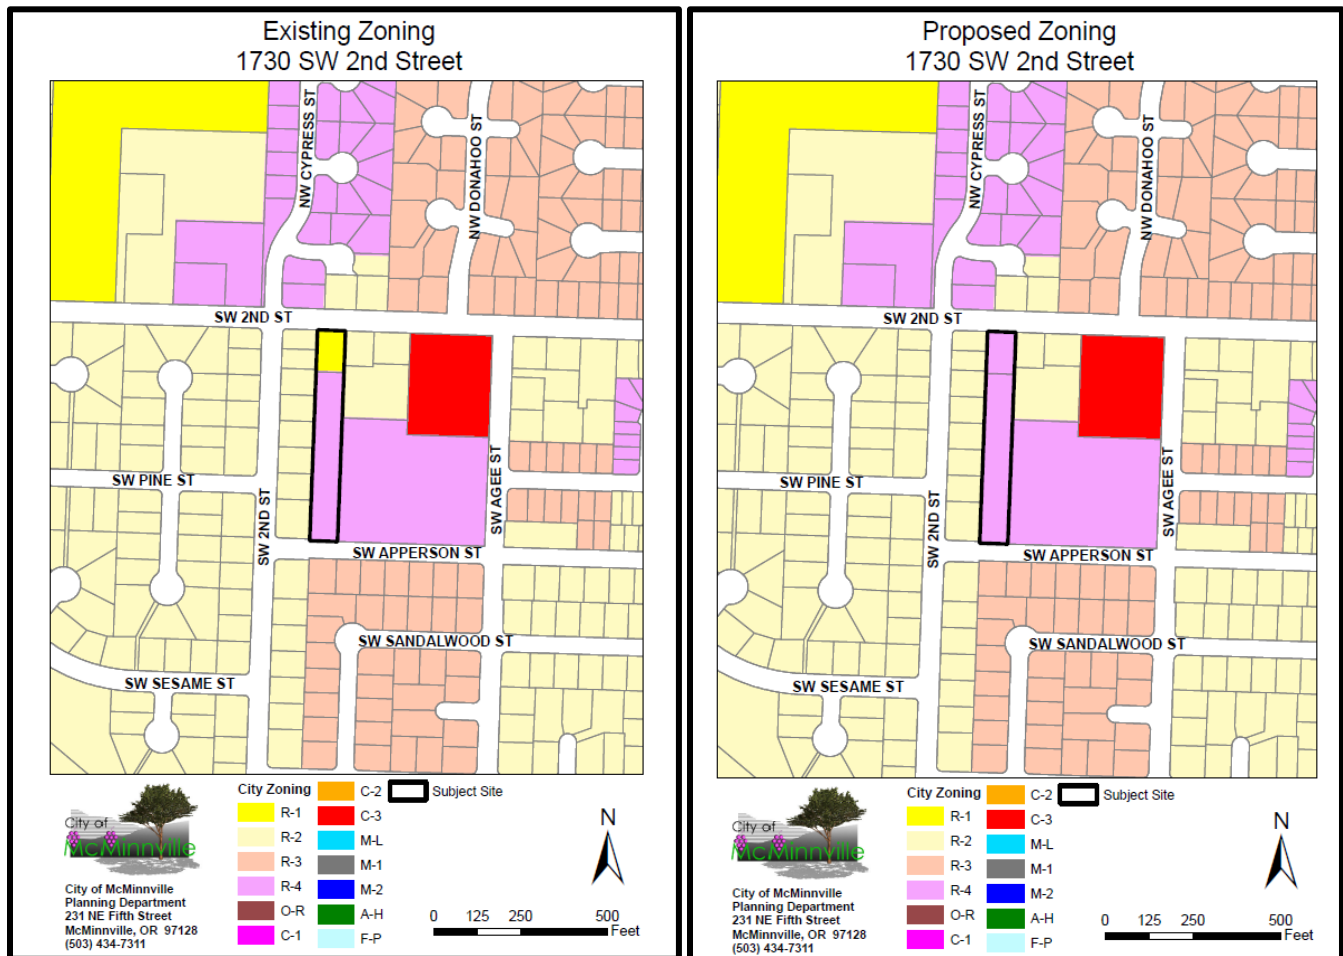 Existing Zoning
1730 SW 2nd Street
NW CYPRESS ST
NW DONAHOO ST
SW 2ND ST
SW PINE ST
SW 2ND ST
SW AGEE ST
SW APPERSON ST
SW SANDALWOOD ST
SW SESAME ST
City of
McMinnville
City of McMinnville
Planning Department
231 NE Fifth Street
McMinnville, OR 97128
(503) 434-7311
City Zoning
R-1
R-2
R-3
R-4
O-R
C-1
C-2
C-3
M-L
M-1
M-2
A-H
F-P
Subject Site
N
0 125 250 500
Feet
Proposed Zoning
1730 SW 2nd Street
NW CYPRESS ST
NW DONAHOO ST
SW 2ND ST
SW PINE ST
SW 2ND ST
SW AGEE ST
SW APPERSON ST
SW SANDALWOOD ST
SW SESAME ST
City of
McMinnville
City of McMinnville
Planning Department
231 NE Fifth Street
McMinnville, OR 97128
(503) 434-7311
City Zoning
R-1
R-2
R-3
R-4
O-R
C-1
C-2
C-3
M-L
M-1
M-2
A-H
F-P
Subject Site
N
0 125 250 500
Feet